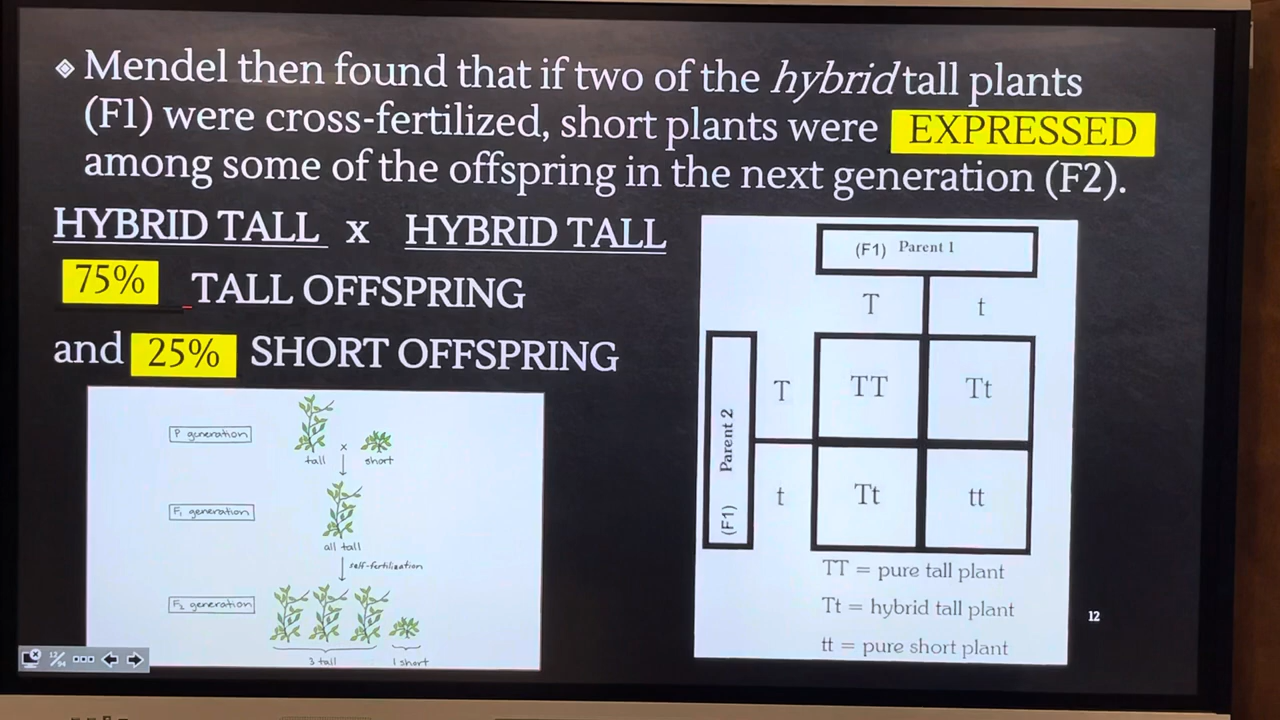 Mendel then found that if two of the hybrid tall plants
(F1) were cross-fertilized, short plants were EXPRESSED
among some of the offspring in the next generation (F2).
HYBRID TALL x HYBRID TALL
75% TALL OFFSPRING
and 25% SHORT OFFSPRING
P generation
x
tall short
F₁ generation
all tall
self-fertilization
F₂ generation
3 tall 1 short
(F1) Parent 1
T t
(F1) Parent 2
T TT Tt
t Tt tt
TT = pure tall plant
Tt = hybrid tall plant
tt = pure short plant
12
12/94